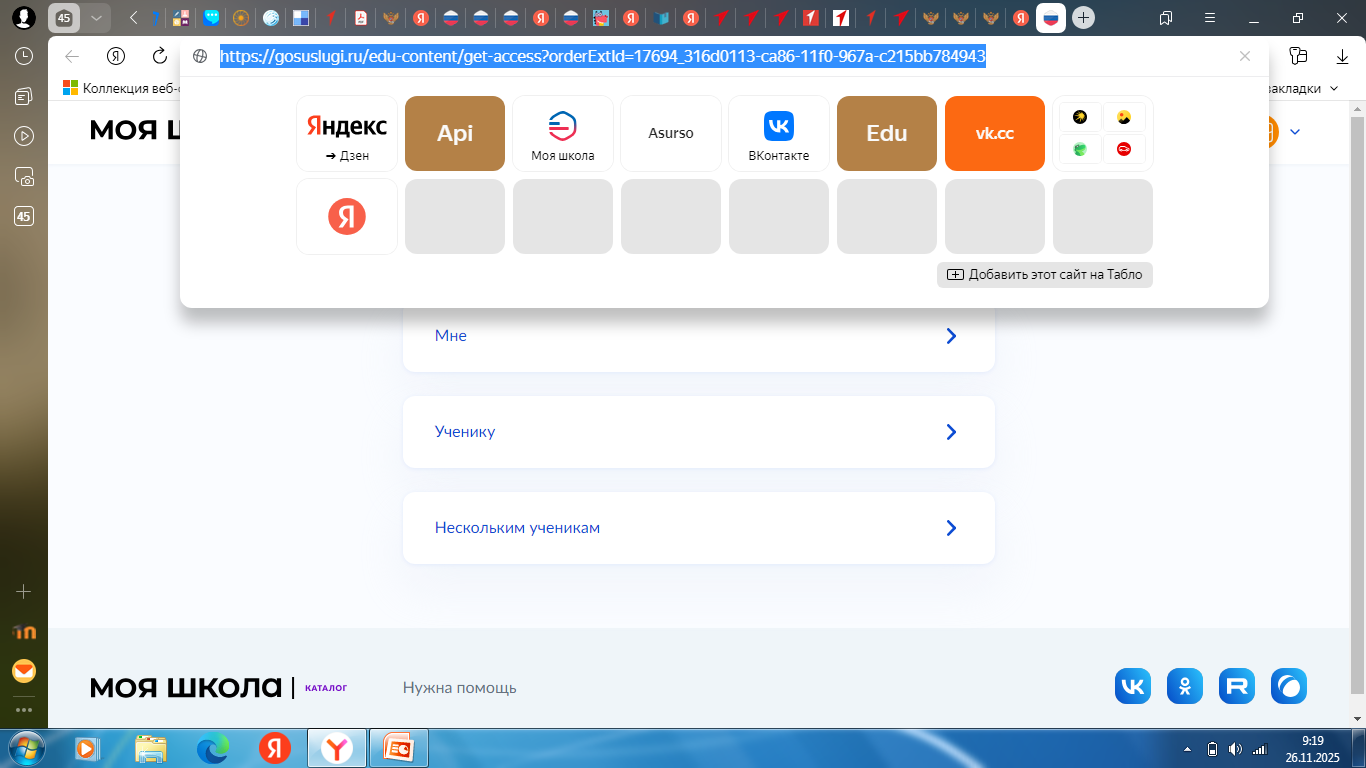 45
https://gosuslugi.ru/edu-content/get-access?orderExtId=17694_316d0113-ca86-11f0-967a-c215bb784943
Коллекция веб-
закладки
МОЯ
Яндекс
➔ Дзен
Api
Моя школа
Asurso
ВКонтакте
Edu
vk.cc
Я
Добавить этот сайт на Табло
45
Мне
Ученику
Нескольким ученикам
МОЯ ШКОЛА | КАТАЛОГ
Нужна помощь
9:19
26.11.2025